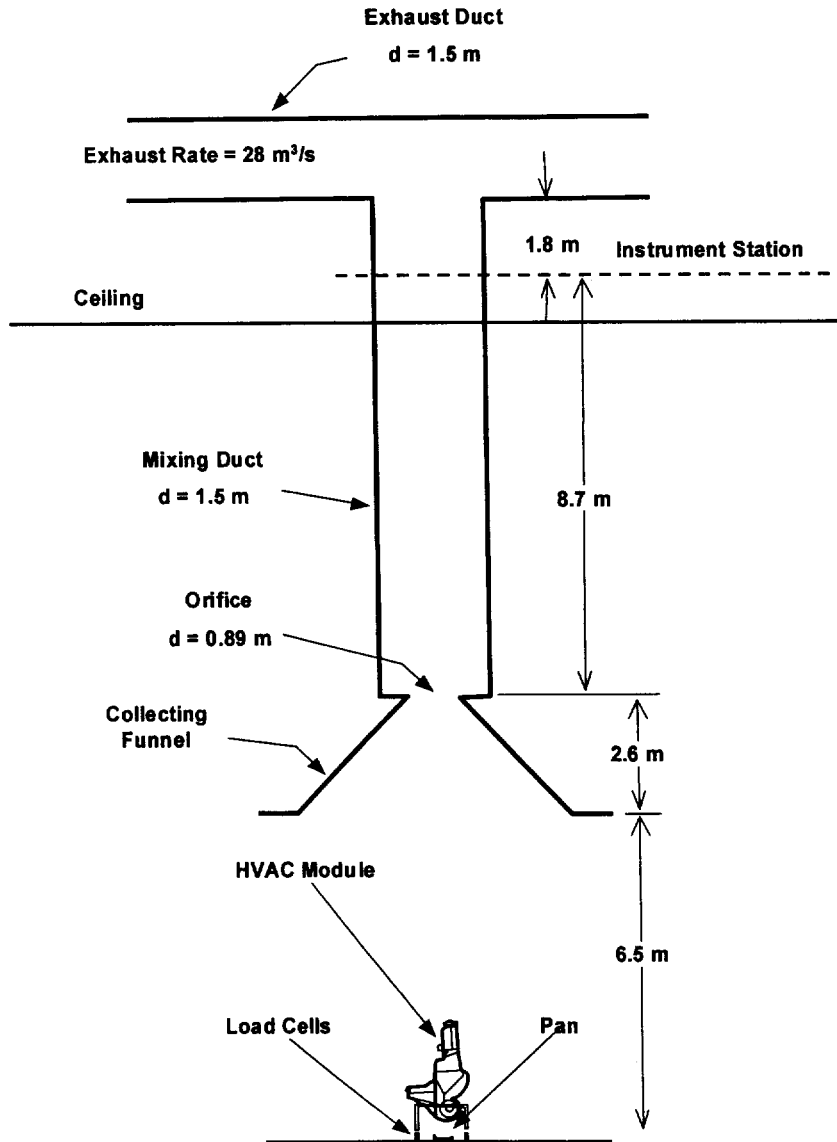 Exhaust Duct
d = 1.5 m
Exhaust Rate = 28 m³/s
1.8 m
Instrument Station
Ceiling
Mixing Duct
d = 1.5 m
8.7 m
Orifice
d = 0.89 m
Collecting
Funnel
2.6 m
HVAC Module
6.5 m
Load Cells
Pan